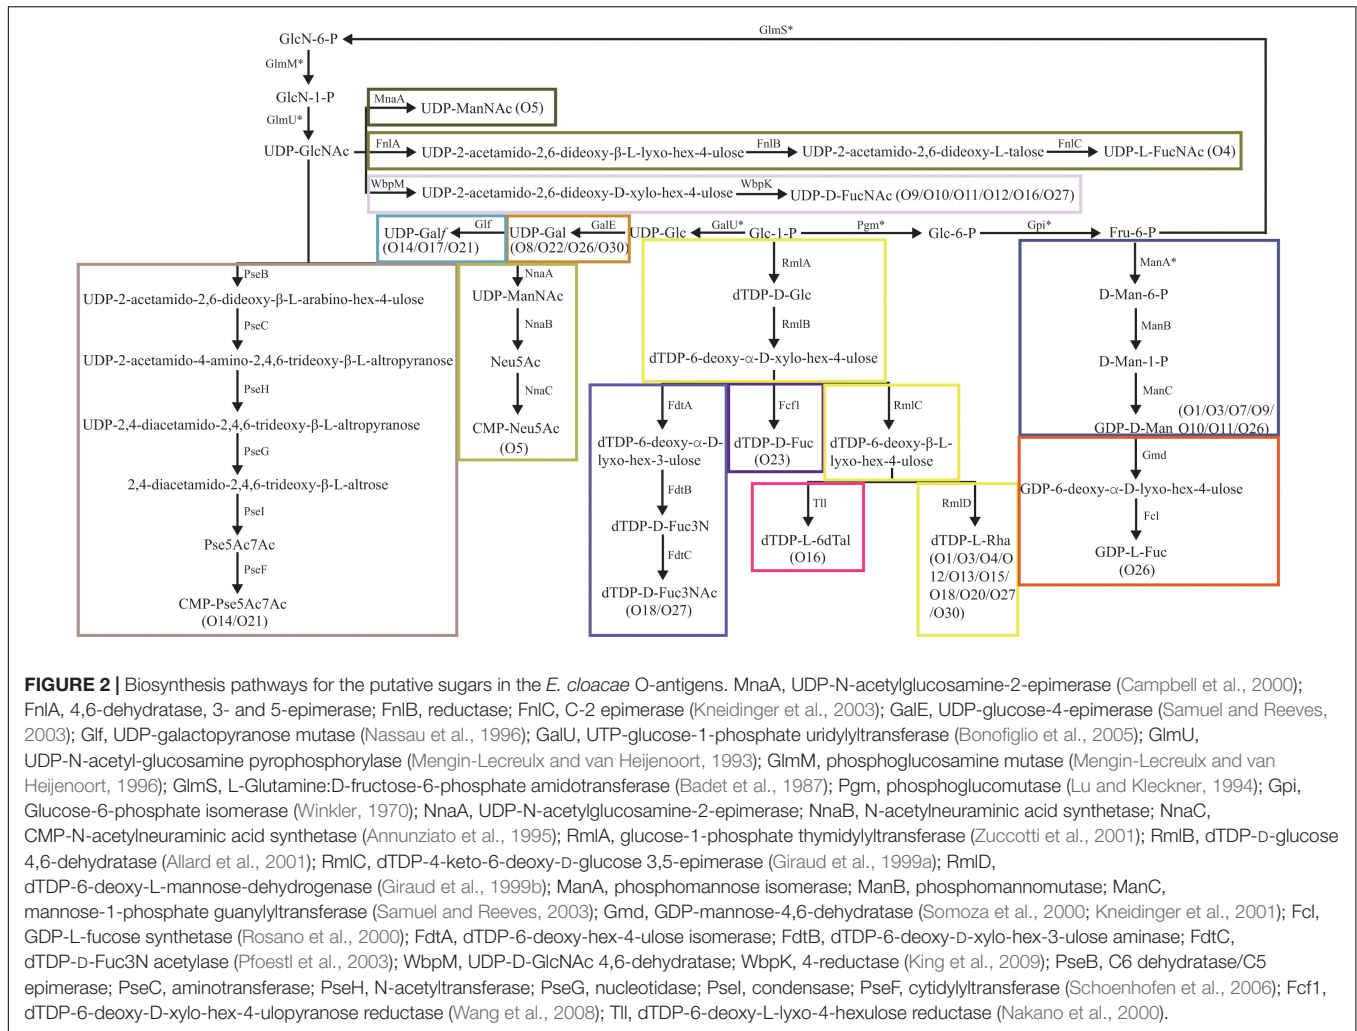 GlcN-6-P
GlmS*
GlmM*
GlcN-1-P
GlmU*
UDP-GlcNAc
MnaA
UDP-ManNAc (O5)
FnlA
UDP-2-acetamido-2,6-dideoxy-β-L-lyxo-hex-4-ulose
FnlB
UDP-2-acetamido-2,6-dideoxy-L-talose
FnlC
UDP-L-FucNAc (O4)
WbpM
UDP-2-acetamido-2,6-dideoxy-D-xylo-hex-4-ulose
WbpK
UDP-D-FucNAc (O9/O10/O11/O12/O16/O27)
UDP-Galf
(O14/O17/O21)
Glf
UDP-Gal
(O8/O22/O26/O30)
GalE
UDP-Glc
GalU*
Glc-1-P
Pgm*
Glc-6-P
Gpi*
Fru-6-P
PseB
UDP-2-acetamido-2,6-dideoxy-β-L-arabino-hex-4-ulose
PseC
UDP-2-acetamido-4-amino-2,4,6-trideoxy-β-L-altropyranose
PseH
UDP-2,4-diacetamido-2,4,6-trideoxy-β-L-altropyranose
PseG
2,4-diacetamido-2,4,6-trideoxy-β-L-altrose
PseI
Pse5Ac7Ac
PseF
CMP-Pse5Ac7Ac
(O14/O21)
NnaA
UDP-ManNAc
NnaB
Neu5Ac
NnaC
CMP-Neu5Ac
(O5)
RmlA
dTDP-D-Glc
RmlB
dTDP-6-deoxy-α-D-xylo-hex-4-ulose
FdtA
dTDP-6-deoxy-α-D-
lyxo-hex-3-ulose
FdtB
dTDP-D-Fuc3N
FdtC
dTDP-D-Fuc3NAc
(O18/O27)
Fcf1
dTDP-D-Fuc
(O23)
RmlC
dTDP-6-deoxy-β-L-
lyxo-hex-4-ulose
Tll
dTDP-L-6dTal
(O16)
RmlD
dTDP-L-Rha
(O1/O3/O4/O
12/O13/O15/
O18/O20/O27
/O30)
ManA*
D-Man-6-P
ManB
D-Man-1-P
ManC
GDP-D-Man
(O1/O3/O7/O9/
O10/O11/O26)
Gmd
GDP-6-deoxy-α-D-lyxo-hex-4-ulose
Fcl
GDP-L-Fuc
(O26)
FIGURE 2 | Biosynthesis pathways for the putative sugars in the E. cloacae O-antigens. MnaA, UDP-N-acetylglucosamine-2-epimerase (Campbell et al., 2000);
FnlA, 4,6-dehydratase, 3- and 5-epimerase; FnlB, reductase; FnlC, C-2 epimerase (Kneidinger et al., 2003); GalE, UDP-glucose-4-epimerase (Samuel and Reeves,
2003); Glf, UDP-galactopyranose mutase (Nassau et al., 1996); GalU, UTP-glucose-1-phosphate uridylyltransferase (Bonofiglio et al., 2005); GlmU,
UDP-N-acetyl-glucosamine pyrophosphorylase (Mengin-Lecreulx and van Heijenoort, 1993); GlmM, phosphoglucosamine mutase (Mengin-Lecreulx and van
Heijenoort, 1996); GlmS, L-Glutamine:D-fructose-6-phosphate amidotransferase (Badet et al., 1987); Pgm, phosphoglucomutase (Lu and Kleckner, 1994); Gpi,
Glucose-6-phosphate isomerase (Winkler, 1970); NnaA, UDP-N-acetylglucosamine-2-epimerase; NnaB, N-acetylneuraminic acid synthetase; NnaC,
CMP-N-acetylneuraminic acid synthetase (Annunziato et al., 1995); RmlA, glucose-1-phosphate thymidylyltransferase (Zuccotti et al., 2001); RmlB, dTDP-D-glucose
4,6-dehydratase (Allard et al., 2001); RmlC, dTDP-4-keto-6-deoxy-D-glucose 3,5-epimerase (Giraud et al., 1999a); RmlD,
dTDP-6-deoxy-L-mannose-dehydrogenase (Giraud et al., 1999b); ManA, phosphomannose isomerase; ManB, phosphomannomutase; ManC,
mannose-1-phosphate guanylyltransferase (Samuel and Reeves, 2003); Gmd, GDP-mannose-4,6-dehydratase (Somoza et al., 2000; Kneidinger et al., 2001); Fcl,
GDP-L-fucose synthetase (Rosano et al., 2000); FdtA, dTDP-6-deoxy-hex-4-ulose isomerase; FdtB, dTDP-6-deoxy-D-xylo-hex-3-ulose aminase; FdtC,
dTDP-D-Fuc3N acetylase (Pfoestl et al., 2003); WbpM, UDP-D-GlcNAc 4,6-dehydratase; WbpK, 4-reductase (King et al., 2009); PseB, C6 dehydratase/C5
epimerase; PseC, aminotransferase; PseH, N-acetyltransferase; PseG, nucleotidase; PseI, condensase; PseF, cytidylyltransferase (Schoenhofen et al., 2006); Fcf1,
dTDP-6-deoxy-D-xylo-hex-4-ulopyranose reductase (Wang et al., 2008); Tll, dTDP-6-deoxy-L-lyxo-4-hexulose reductase (Nakano et al., 2000).